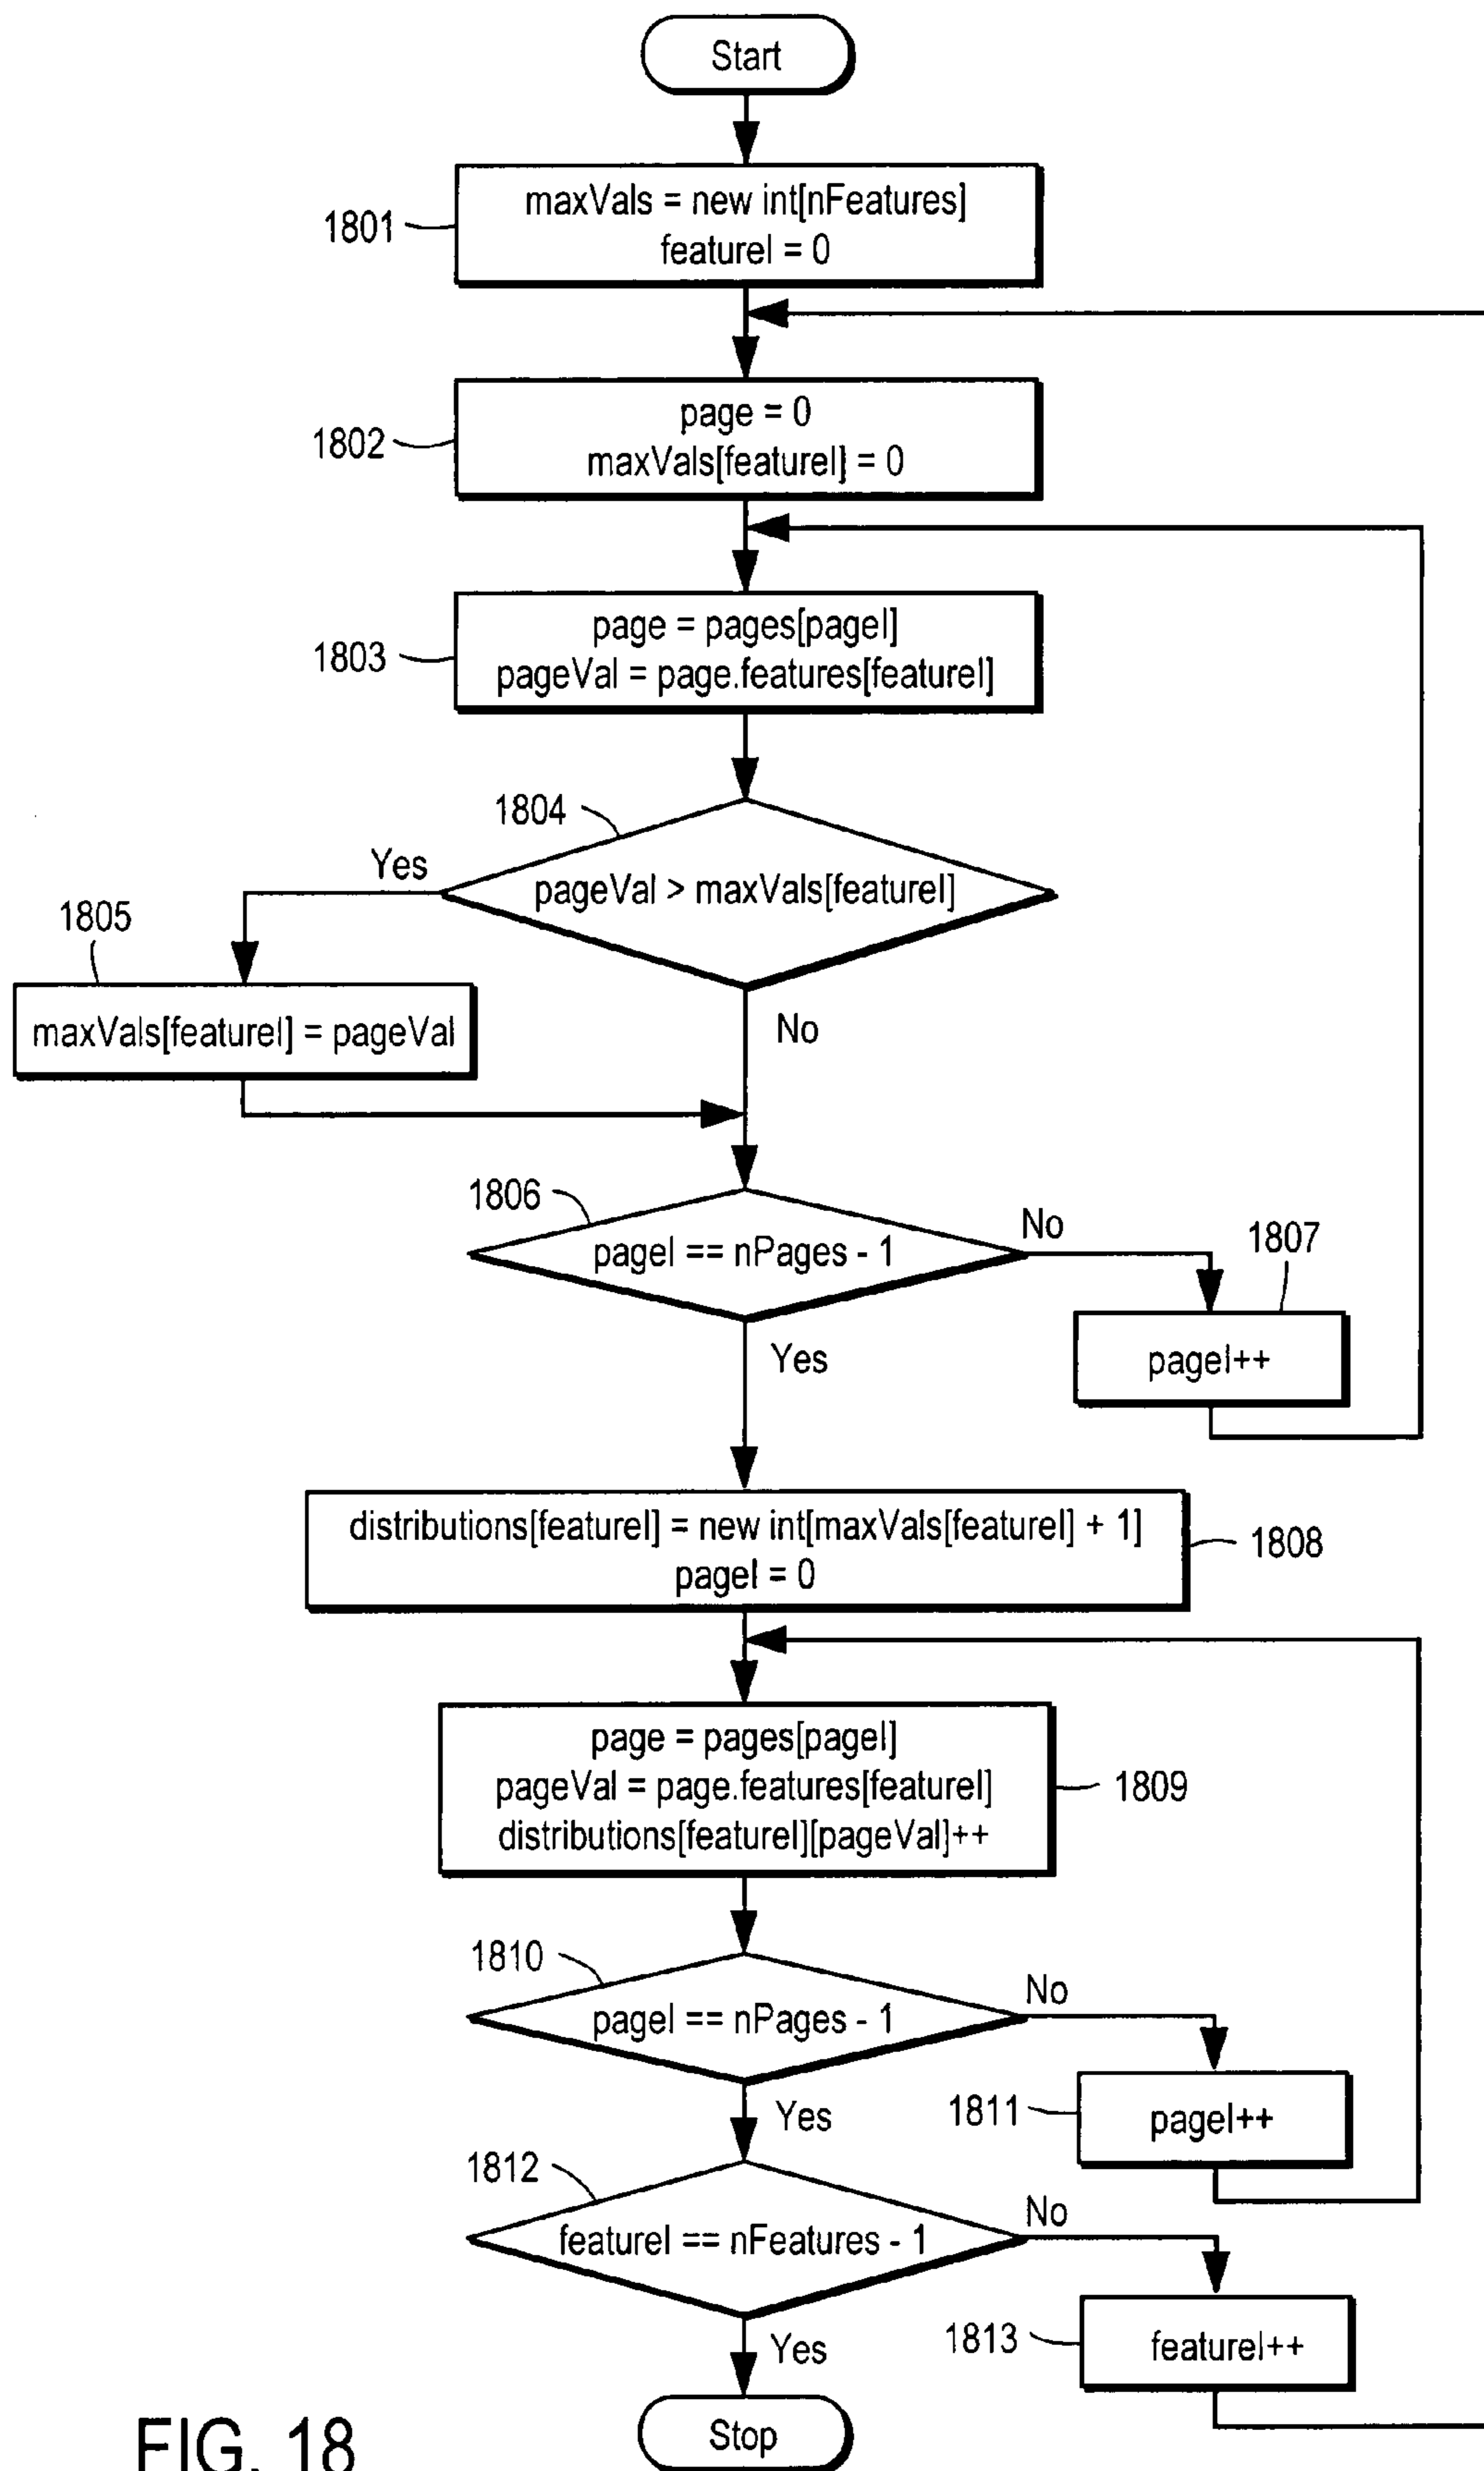 Start
1801
maxVals = new int[nFeatures]
featureI = 0
1802
page = 0
maxVals[featureI] = 0
1803
page = pages[pageI]
pageVal = page.features[featureI]
1804
Yes
pageVal > maxVals[featureI]
1805
maxVals[featureI] = pageVal
No
1806
pageI == nPages - 1
No
1807
Yes
pageI++
distributions[featureI] = new int[maxVals[featureI] + 1]
pageI = 0
1808
page = pages[pageI]
pageVal = page.features[featureI]
distributions[featureI][pageVal]++
1809
1810
pageI == nPages - 1
No
1811
pageI++
Yes
1812
featureI == nFeatures - 1
No
1813
featureI++
Yes
Stop
FIG. 18